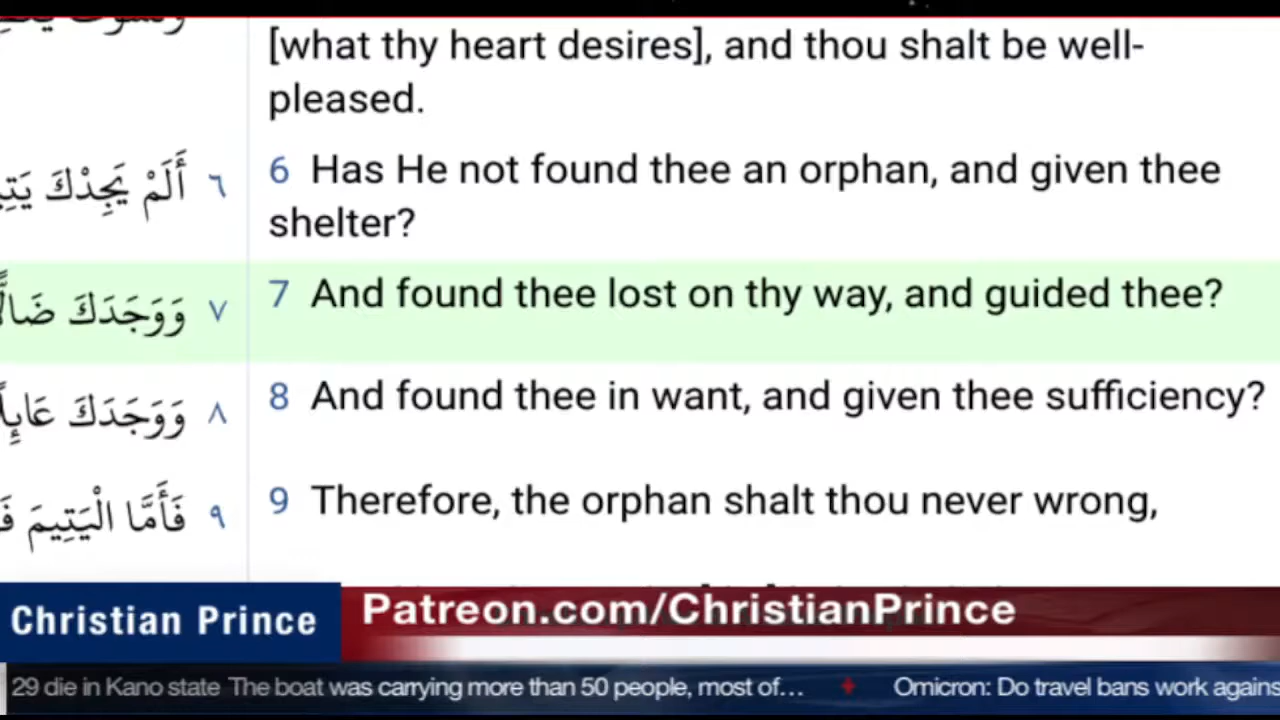 [what thy heart desires], and thou shalt be well-
pleased.
أَلَمْ يَجِدْكَ ٦
6 Has He not found thee an orphan, and given thee
shelter?
وَوَجَدَكَ ٧
7 And found thee lost on thy way, and guided thee?
وَوَجَدَكَ ٨
8 And found thee in want, and given thee sufficiency?
فَأَمَّا الْيَتِيمَ ٩
9 Therefore, the orphan shalt thou never wrong,
Christian Prince
Patreon.com/ChristianPrince
29 die in Kano state The boat was carrying more than 50 people, most of... Omicron: Do travel bans work agains